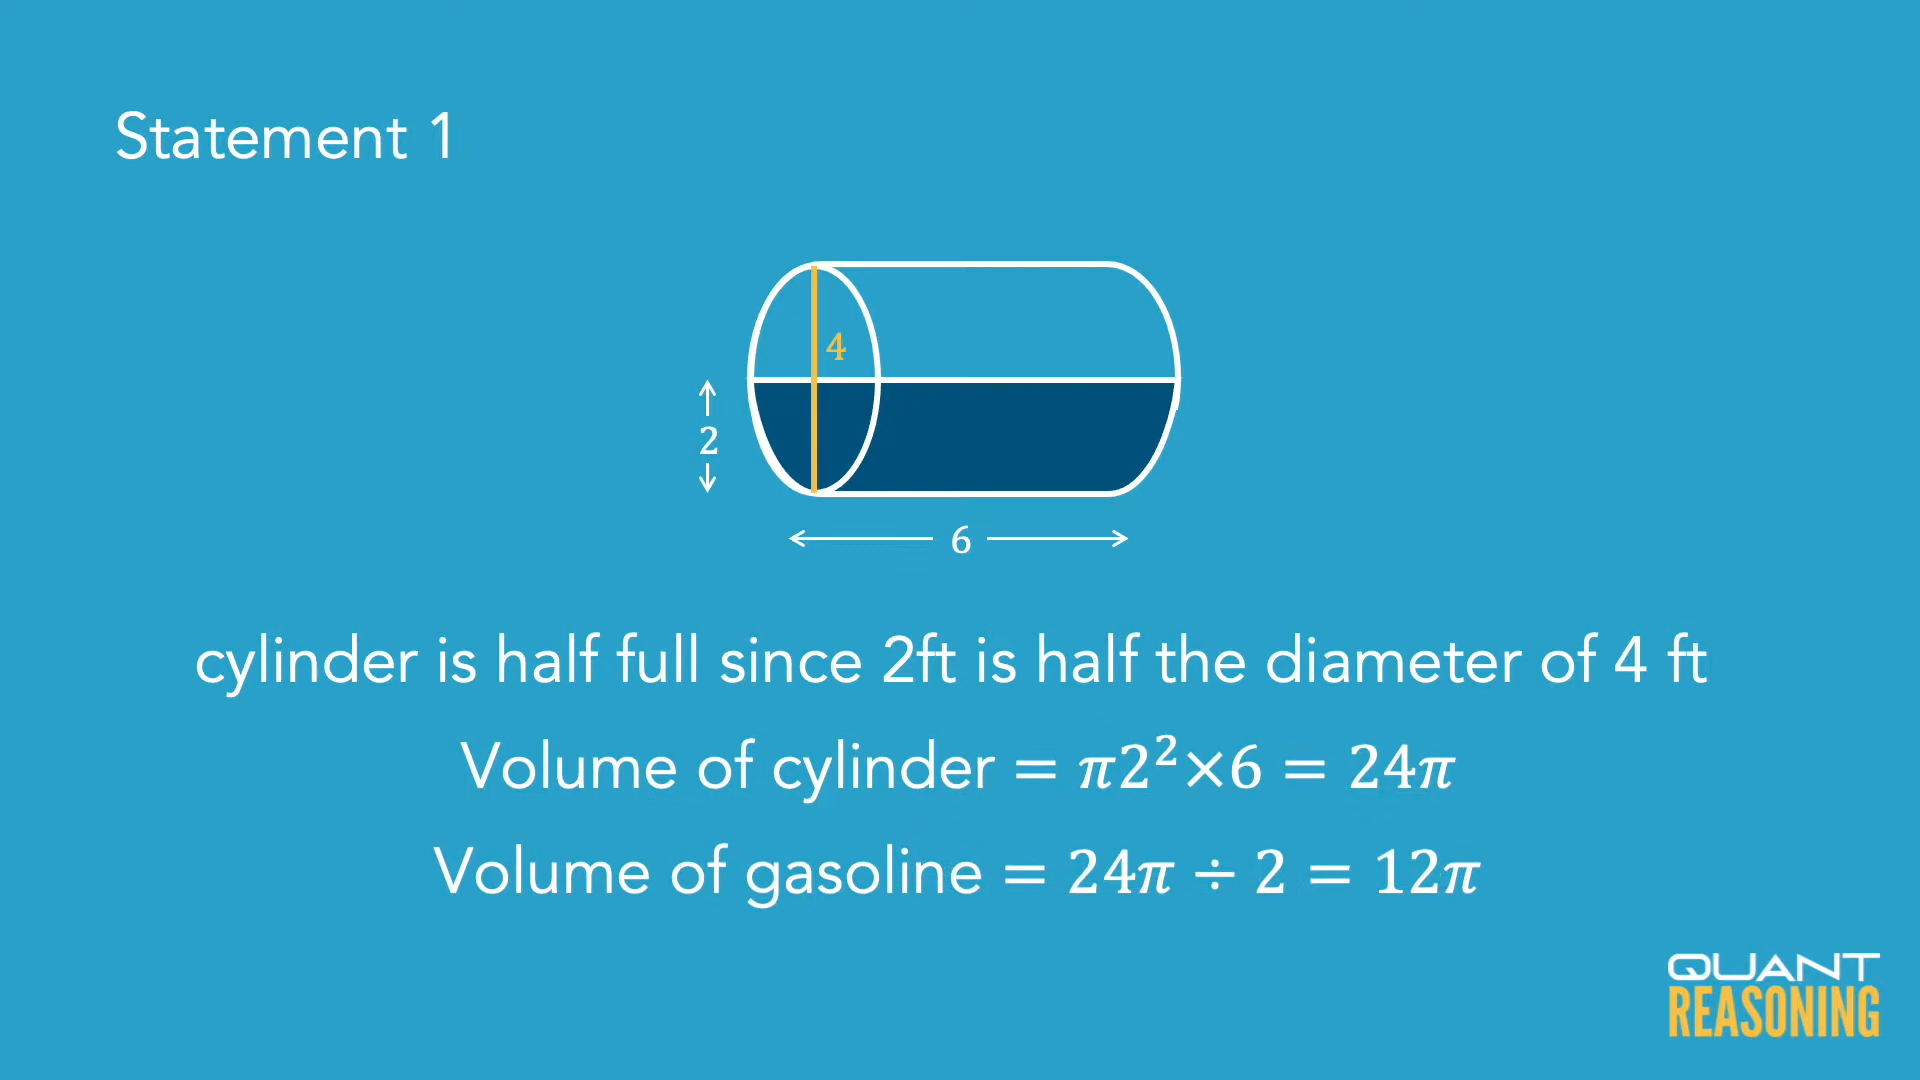 Statement 1
4
2
6
cylinder is half full since 2ft is half the diameter of 4 ft
Volume of cylinder = π2²×6 = 24π
Volume of gasoline = 24π ÷ 2 = 12π
QUANT
REASONING